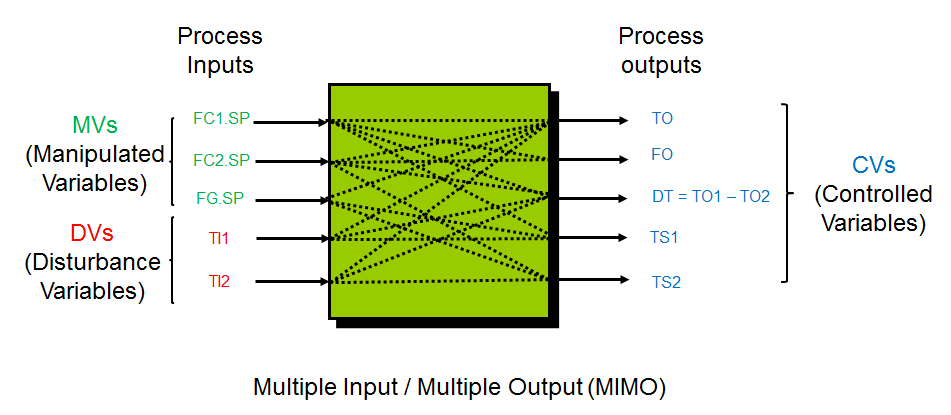 Process
Inputs
Process
outputs
MVs
(Manipulated
Variables)
DVs
(Disturbance
Variables)
FC1.SP
FC2.SP
FG.SP
TI1
TI2
TO
FO
DT = TO1 – TO2
TS1
TS2
CVs
(Controlled
Variables)
Multiple Input / Multiple Output (MIMO)